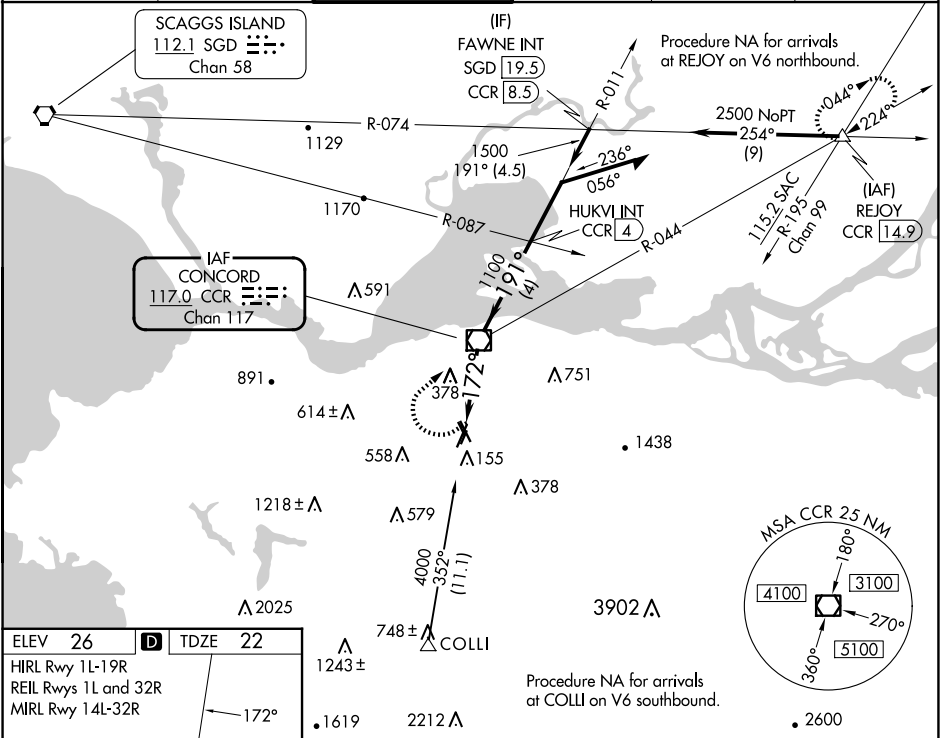 SCAGGS ISLAND
112.1 SGD
Chan 58
(IF)
FAWNE INT
SGD 19.5
CCR 8.5
R-011
Procedure NA for arrivals
at REJOY on V6 northbound.
044°
224°
2500 NoPT
254°
(9)
R-074
1129
1500
191° (4.5)
236°
056°
1170
R-087
HUKVI INT
CCR 4
R-044
115.2 SAC
R-195
Chan 99
(IAF)
REJOY
CCR 14.9
1100
191°
(4)
IAF
CONCORD
117.0 CCR
Chan 117
591
172°
891
378
751
614±
558
155
1438
1218±
579
378
4000
352°
(11.1)
MSA CCR 25 NM
180°
4100
3100
270°
5100
360°
2025
3902
748±
COLLI
1243±
ELEV 26 D TDZE 22
HIRL Rwy 1L-19R
REIL Rwys 1L and 32R
MIRL Rwy 14L-32R
172°
Procedure NA for arrivals
at COLLI on V6 southbound.
1619
2212
2600